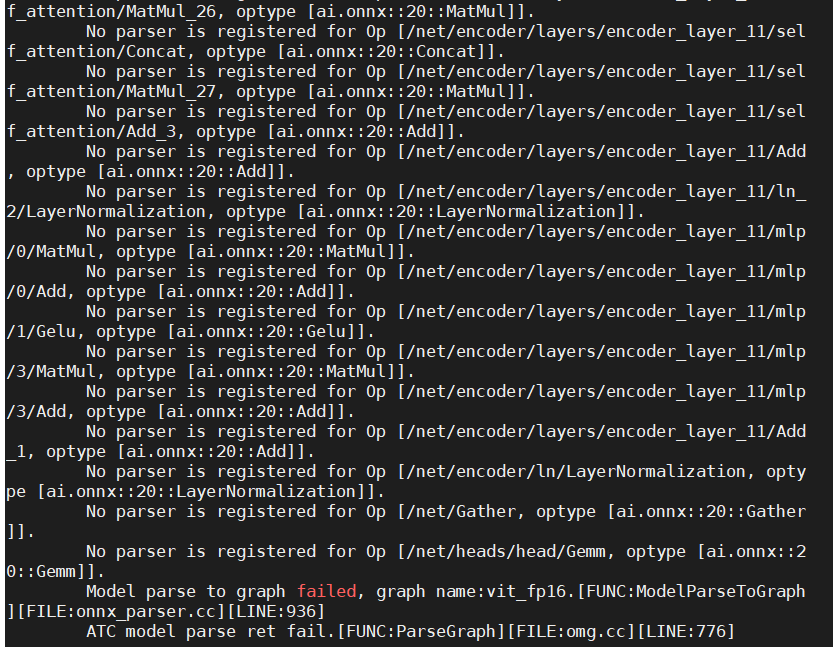 f_attention/MatMul_26, optype [ai.onnx::20::MatMul]].
No parser is registered for Op [/net/encoder/layers/encoder_layer_11/sel
f_attention/Concat, optype [ai.onnx::20::Concat]].
No parser is registered for Op [/net/encoder/layers/encoder_layer_11/sel
f_attention/MatMul_27, optype [ai.onnx::20::MatMul]].
No parser is registered for Op [/net/encoder/layers/encoder_layer_11/sel
f_attention/Add_3, optype [ai.onnx::20::Add]].
No parser is registered for Op [/net/encoder/layers/encoder_layer_11/Add
, optype [ai.onnx::20::Add]].
No parser is registered for Op [/net/encoder/layers/encoder_layer_11/ln_
2/LayerNormalization, optype [ai.onnx::20::LayerNormalization]].
No parser is registered for Op [/net/encoder/layers/encoder_layer_11/mlp
/0/MatMul, optype [ai.onnx::20::MatMul]].
No parser is registered for Op [/net/encoder/layers/encoder_layer_11/mlp
/0/Add, optype [ai.onnx::20::Add]].
No parser is registered for Op [/net/encoder/layers/encoder_layer_11/mlp
/1/Gelu, optype [ai.onnx::20::Gelu]].
No parser is registered for Op [/net/encoder/layers/encoder_layer_11/mlp
/3/MatMul, optype [ai.onnx::20::MatMul]].
No parser is registered for Op [/net/encoder/layers/encoder_layer_11/mlp
/3/Add, optype [ai.onnx::20::Add]].
No parser is registered for Op [/net/encoder/layers/encoder_layer_11/Add
_1, optype [ai.onnx::20::Add]].
No parser is registered for Op [/net/encoder/ln/LayerNormalization, opty
pe [ai.onnx::20::LayerNormalization]].
No parser is registered for Op [/net/Gather, optype [ai.onnx::20::Gather
]].
No parser is registered for Op [/net/heads/head/Gemm, optype [ai.onnx::2
0::Gemm]].
Model parse to graph failed, graph name:vit_fp16.[FUNC:ModelParseToGraph
][FILE:onnx_parser.cc][LINE:936]
ATC model parse ret fail.[FUNC:ParseGraph][FILE:omg.cc][LINE:776]